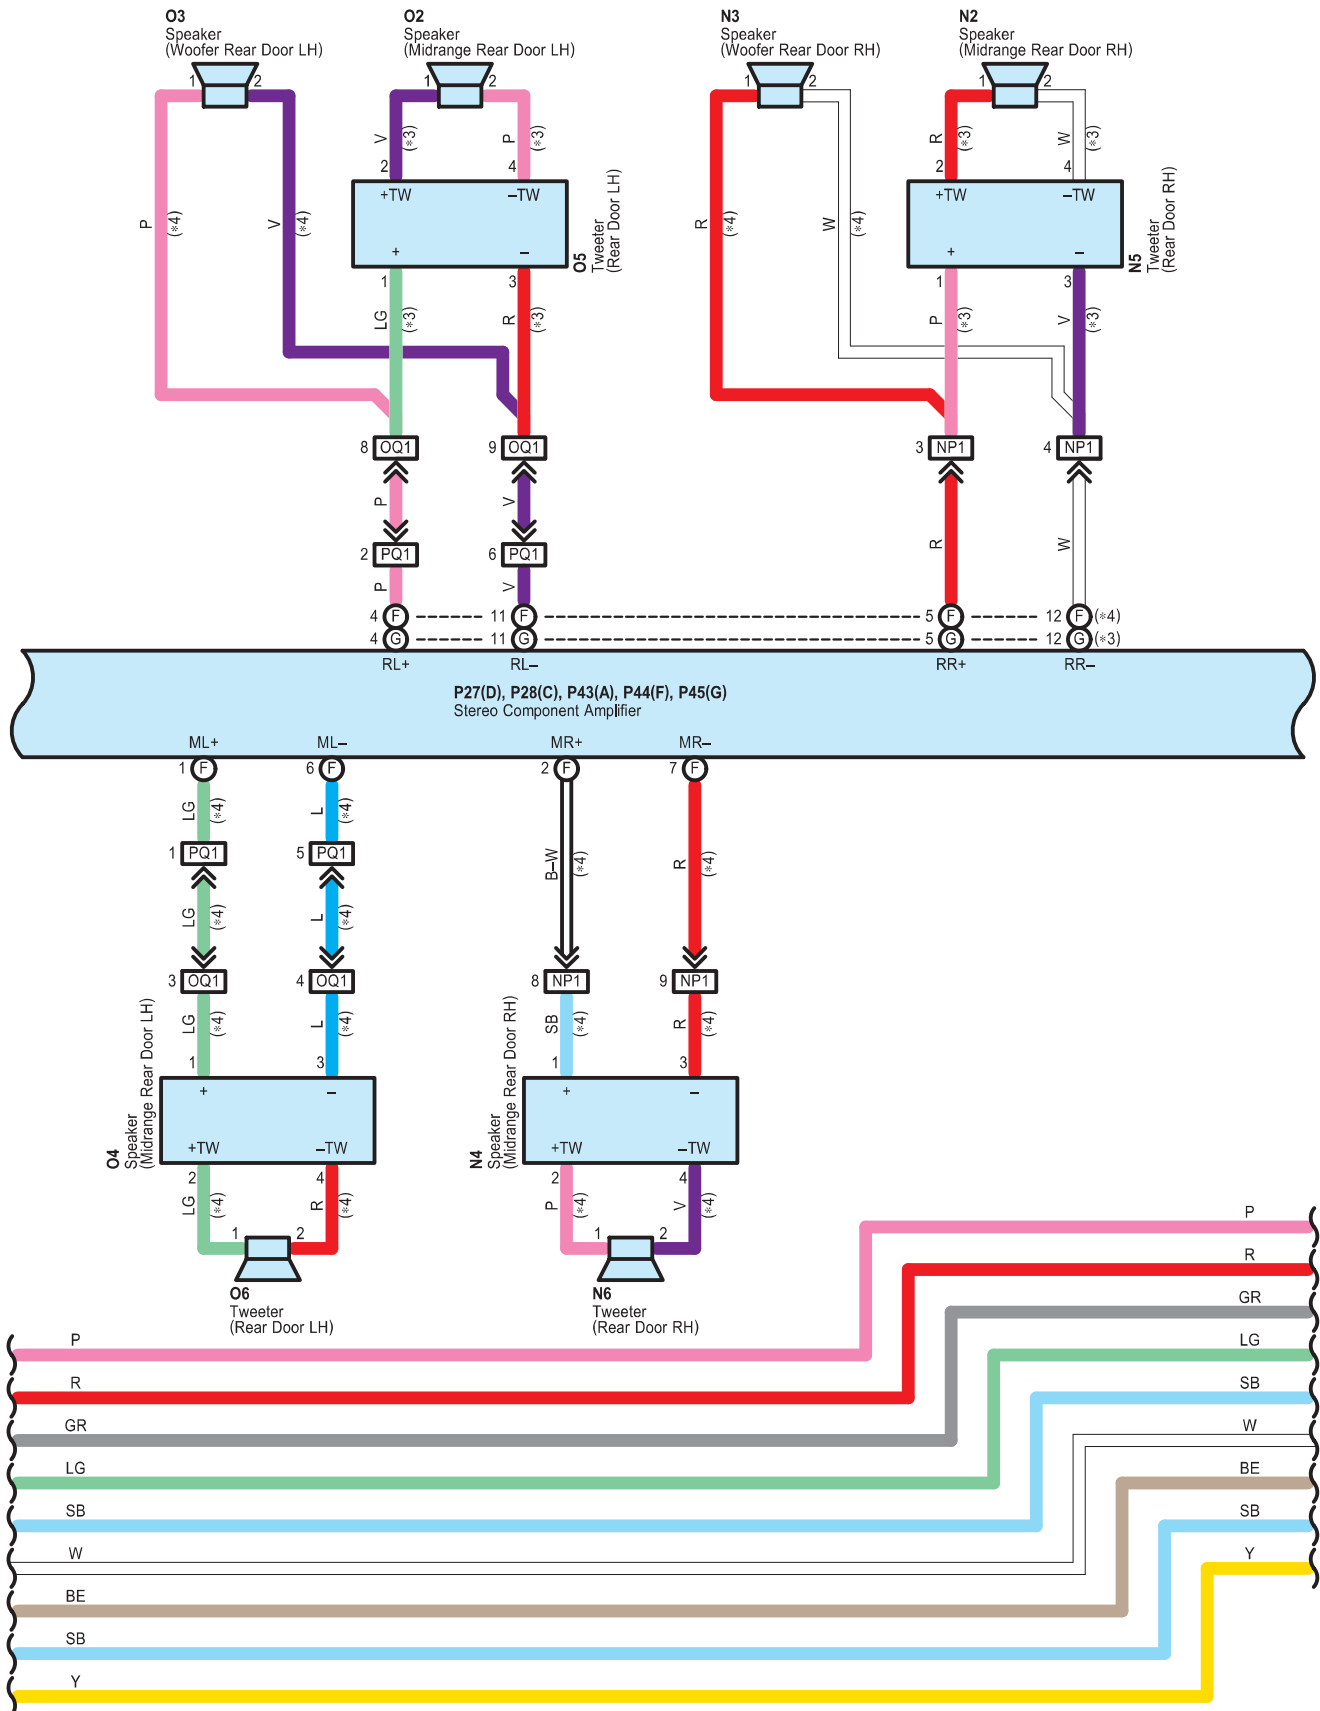 O3
Speaker
(Woofer Rear Door LH)
O2
Speaker
(Midrange Rear Door LH)
N3
Speaker
(Woofer Rear Door RH)
N2
Speaker
(Midrange Rear Door RH)
1 2
1 2
1 2
1 2
V (*3)
P (*3)
R (*3)
W (*3)
2 4
2 4
+TW –TW
+TW –TW
P (*4)
V (*4)
R (*4)
W (*4)
+ –
+ –
O5
Tweeter
(Rear Door LH)
N5
Tweeter
(Rear Door RH)
1 3
1 3
LG (*3)
R (*3)
P (*3)
V (*3)
8 OQ1
9 OQ1
3 NP1
4 NP1
P
V
R
W
2 PQ1
6 PQ1
P
V
4 F 11 F 5 F 12 F (*4)
4 G 11 G 5 G 12 G (*3)
RL+ RL– RR+ RR–
P27(D), P28(C), P43(A), P44(F), P45(G)
Stereo Component Amplifier
ML+ ML– MR+ MR–
1 F 6 F 2 F 7 F
LG (*4)
L (*4)
B–W (*4)
R (*4)
1 PQ1
5 PQ1
LG (*4)
L (*4)
3 OQ1
4 OQ1
8 NP1
9 NP1
LG (*4)
L (*4)
SB (*4)
R (*4)
1 3
1 3
+ –
+ –
O4
Speaker
(Midrange Rear Door LH)
N4
Speaker
(Midrange Rear Door RH)
+TW –TW
+TW –TW
2 4
2 4
LG (*4)
R (*4)
P (*4)
V (*4)
1 2
1 2
O6
Tweeter
(Rear Door LH)
N6
Tweeter
(Rear Door RH)
P
R
GR
LG
SB
W
BE
SB
Y
P
R
GR
LG
SB
W
BE
SB
Y